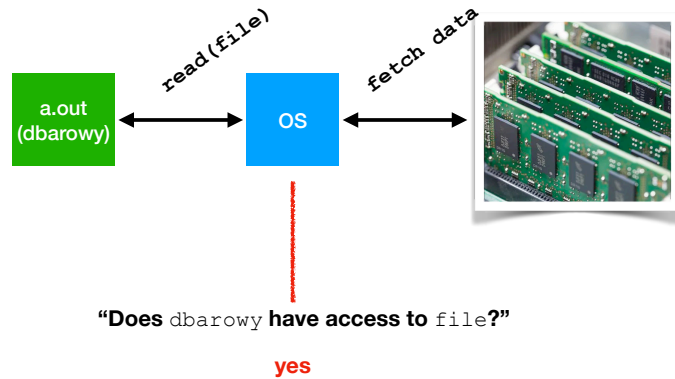 read(file)
fetch data
a.out
(dbarowy)
OS
“Does dbarowy have access to file?”
yes